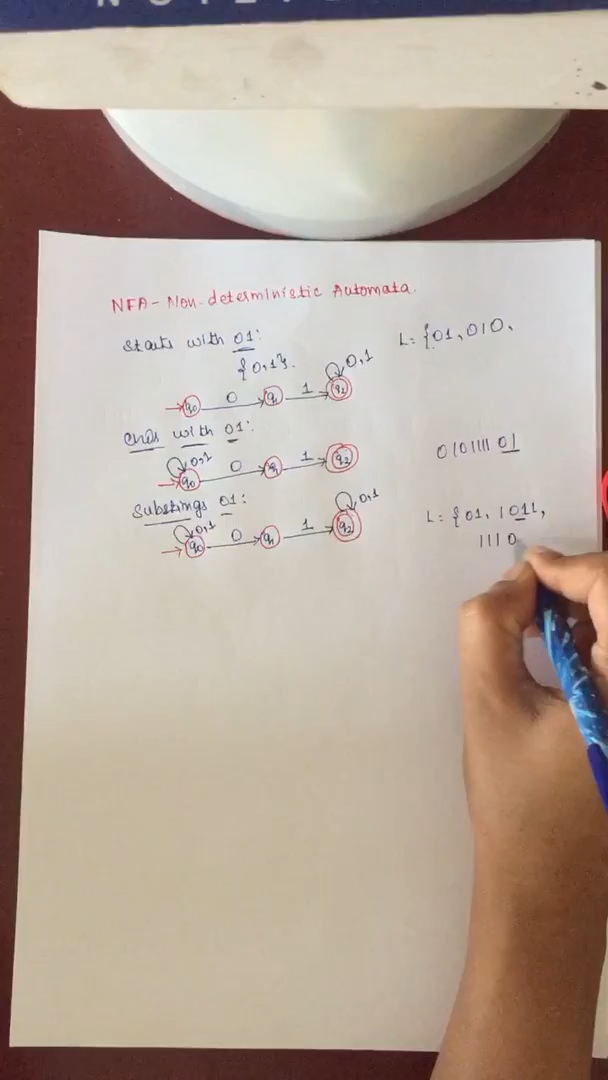 NFA - Non-deterministic Automata.
Starts with 01:
L = {01, 010,
{0,1}.
0,1
q0 0 q1 1 q2
Ends with 01:
0101111 01
0,1
q0 0 q1 1 q2
Substrings 01:
L = {01, 1011,
0,1 0,1
q0 0 q1 1 q2
1110